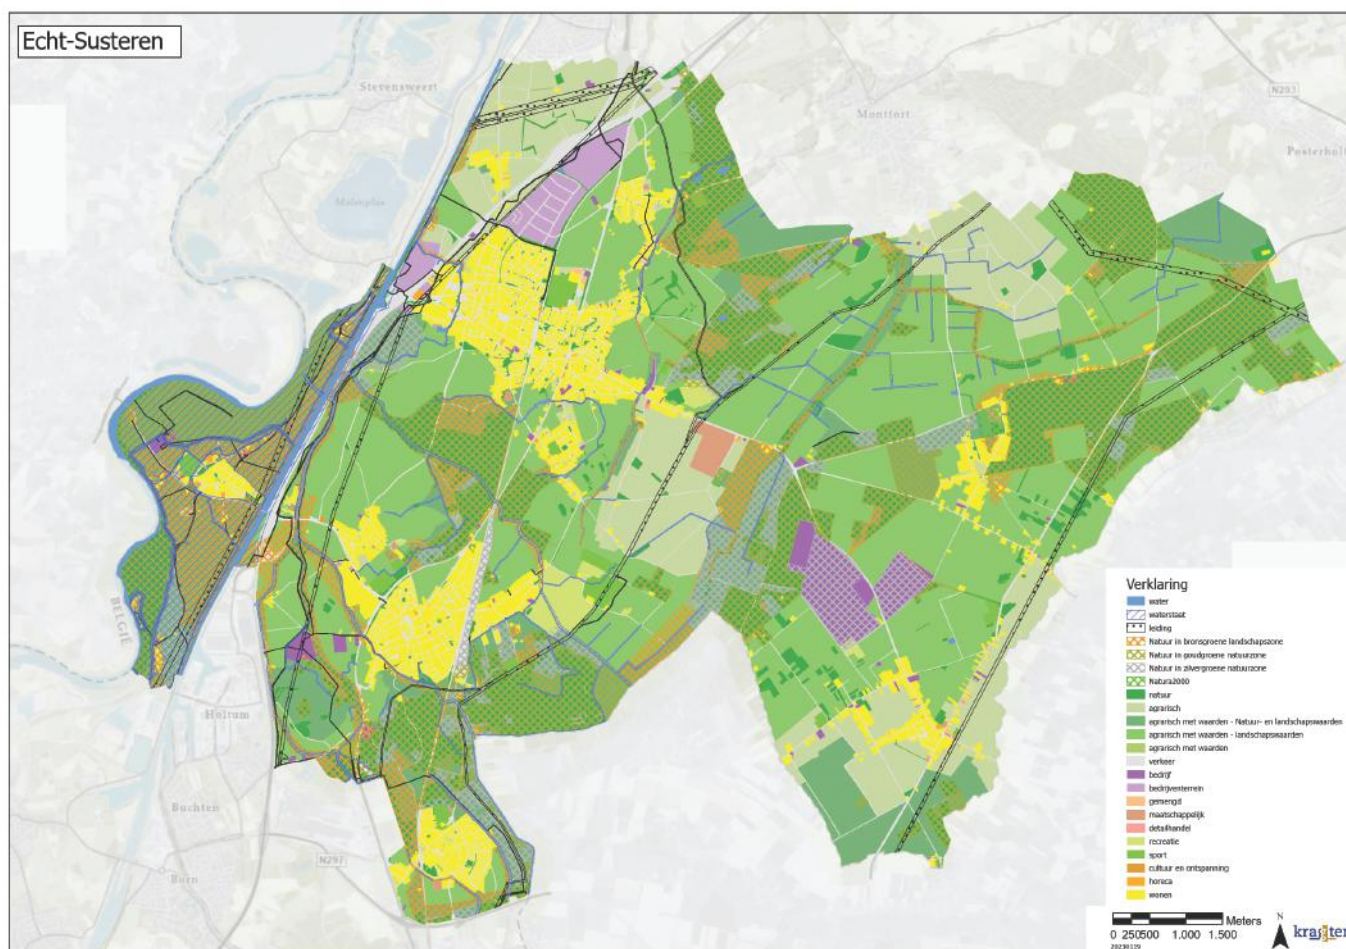 Echt-Susteren
Stevensweert
Montfort
N293
Posterholt
Molenplas
BELGIË
Holtum
Buchten
Born
N297
Verklaring
water
waterstaat
leiding
Natuur in bronsgroene landschapszone
Natuur in goudgroene natuurzone
Natuur in zilvergroene natuurzone
Natura2000
natuur
agrarisch
agrarisch met waarden - Natuur- en landschapswaarden
agrarisch met waarden - landschapswaarden
agrarisch met waarden
verkeer
bedrijf
bedrijventerrein
gemengd
maatschappelijk
detailhandel
recreatie
sport
cultuur en ontspanning
horeca
wonen
Meters
0 250500 1.000 1.500
N
kragten
20230119